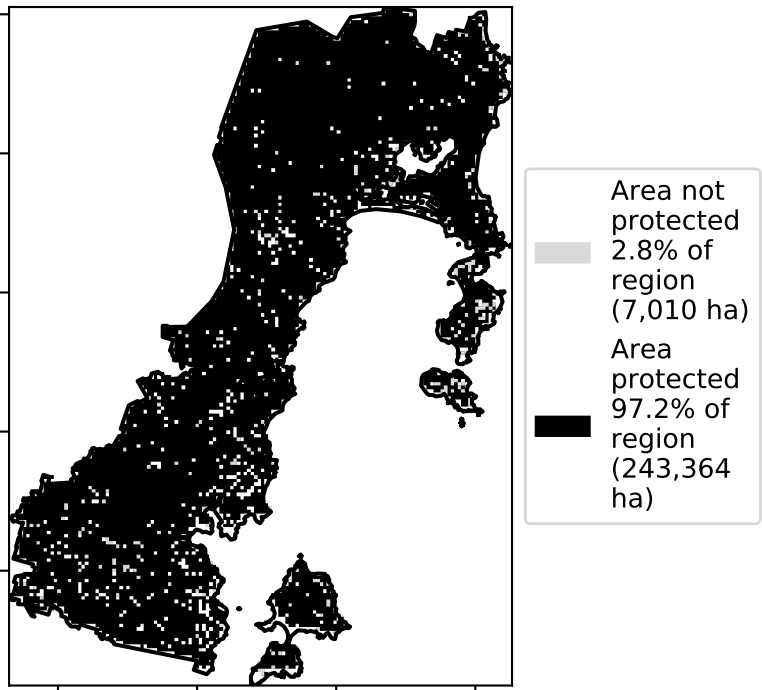 Area not
protected
2.8% of
region
(7,010 ha)
Area
protected
97.2% of
region
(243,364
ha)